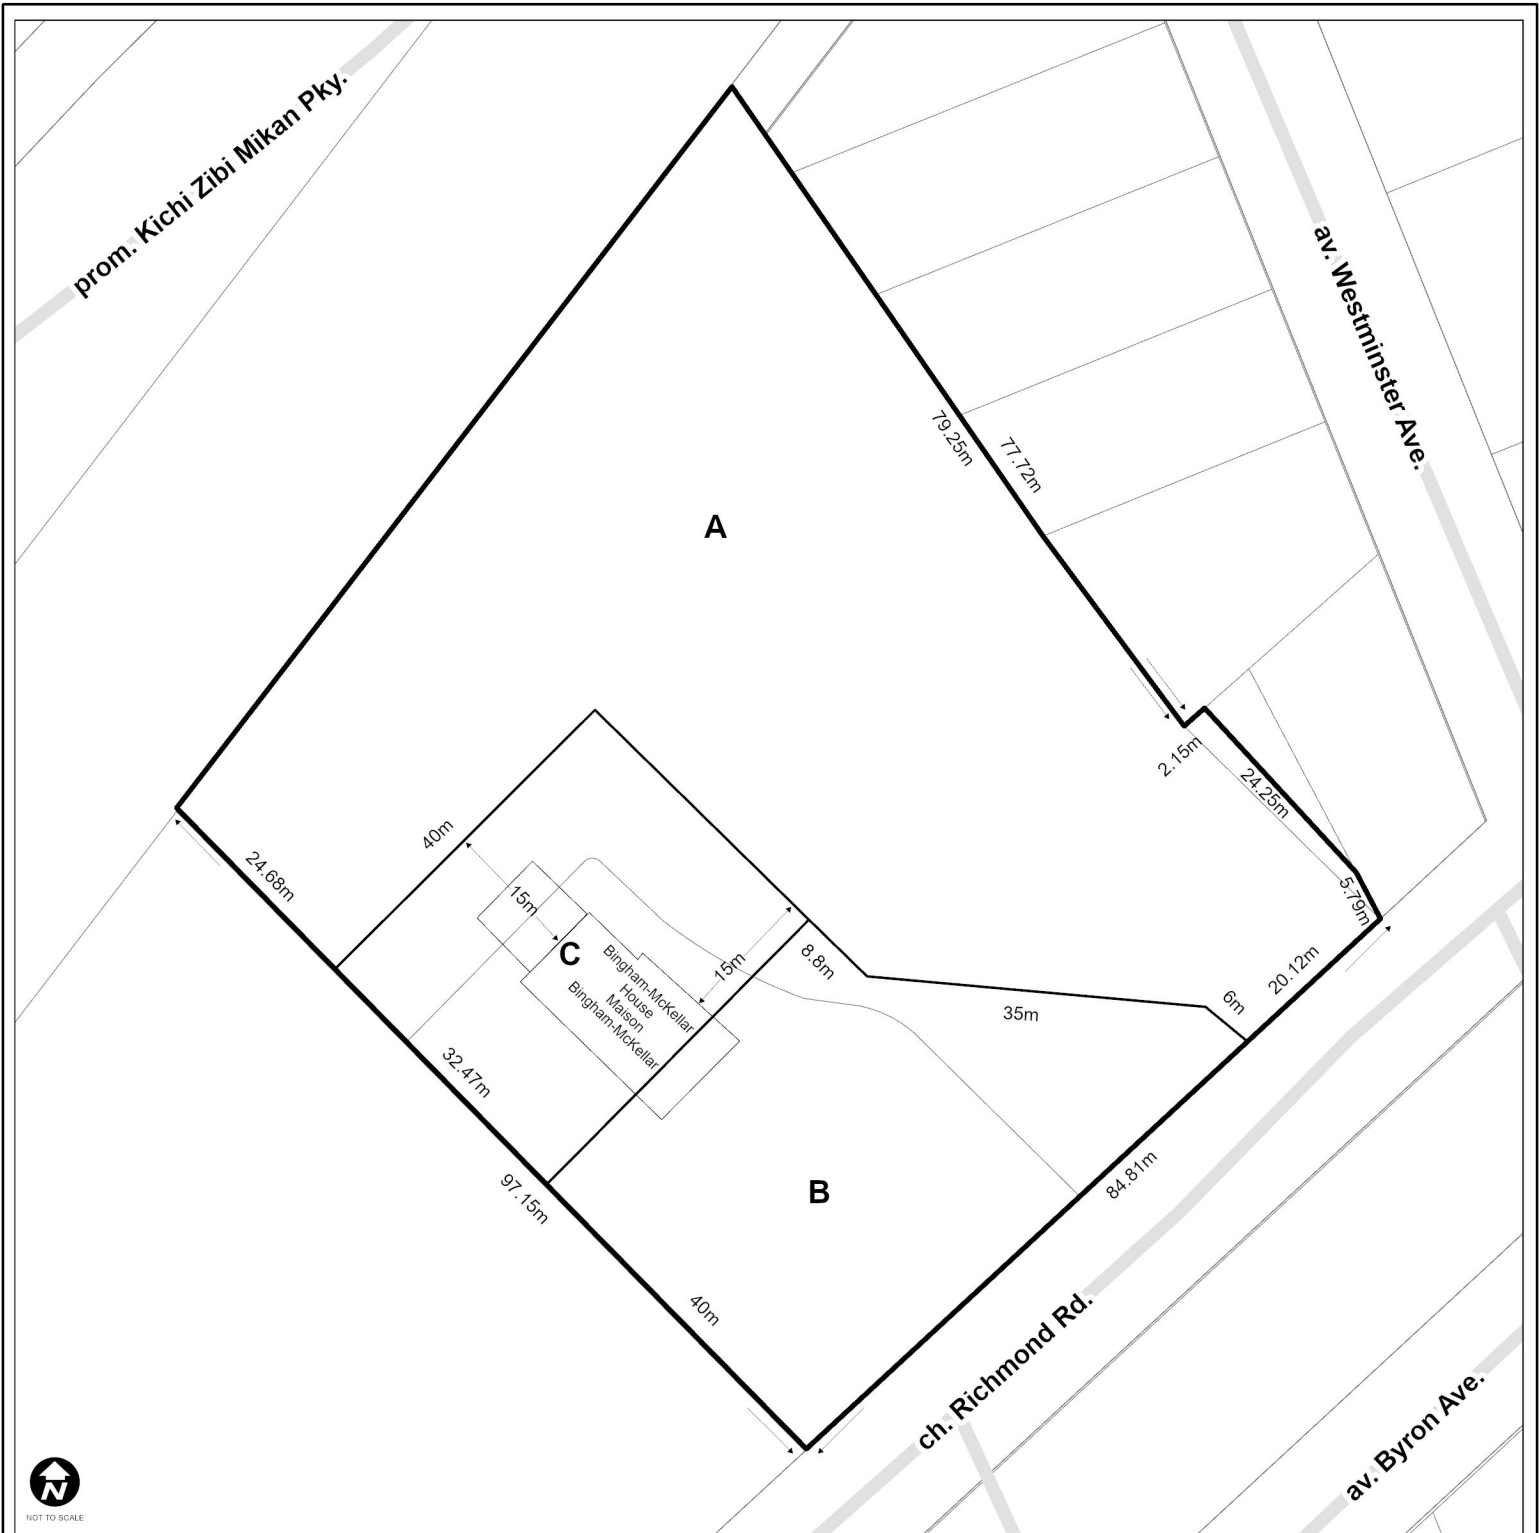 prom. Kichi Zibi Mikan Pky.
av. Westminster Ave.
79.25m
77.72m
A
2.15m
24.25m
5.79m
40m
24.68m
15m
C
Bingham-McKellar
House
Maison
Bingham-McKellar
15m
8.8m
35m
6m
20.12m
32.47m
97.15m
B
84.81m
40m
ch. Richmond Rd.
av. Byron Ave.
N
NOT TO SCALE